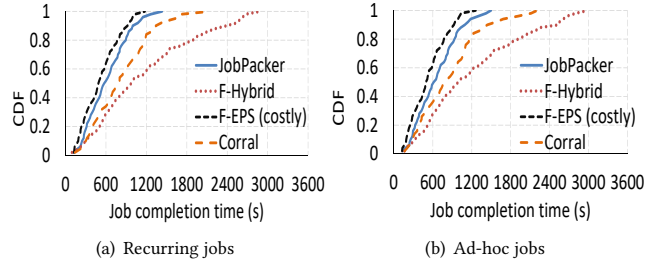 1
0.8
0.6
0.4
0.2
0
CDF
JobPacker
F-Hybrid
F-EPS (costly)
Corral
0 600 1200 1800 2400 3000 3600
Job completion time (s)
(a) Recurring jobs
1
0.8
0.6
0.4
0.2
0
CDF
JobPacker
F-Hybrid
F-EPS (costly)
Corral
0 600 1200 1800 2400 3000 3600
Job completion time (s)
(b) Ad-hoc jobs